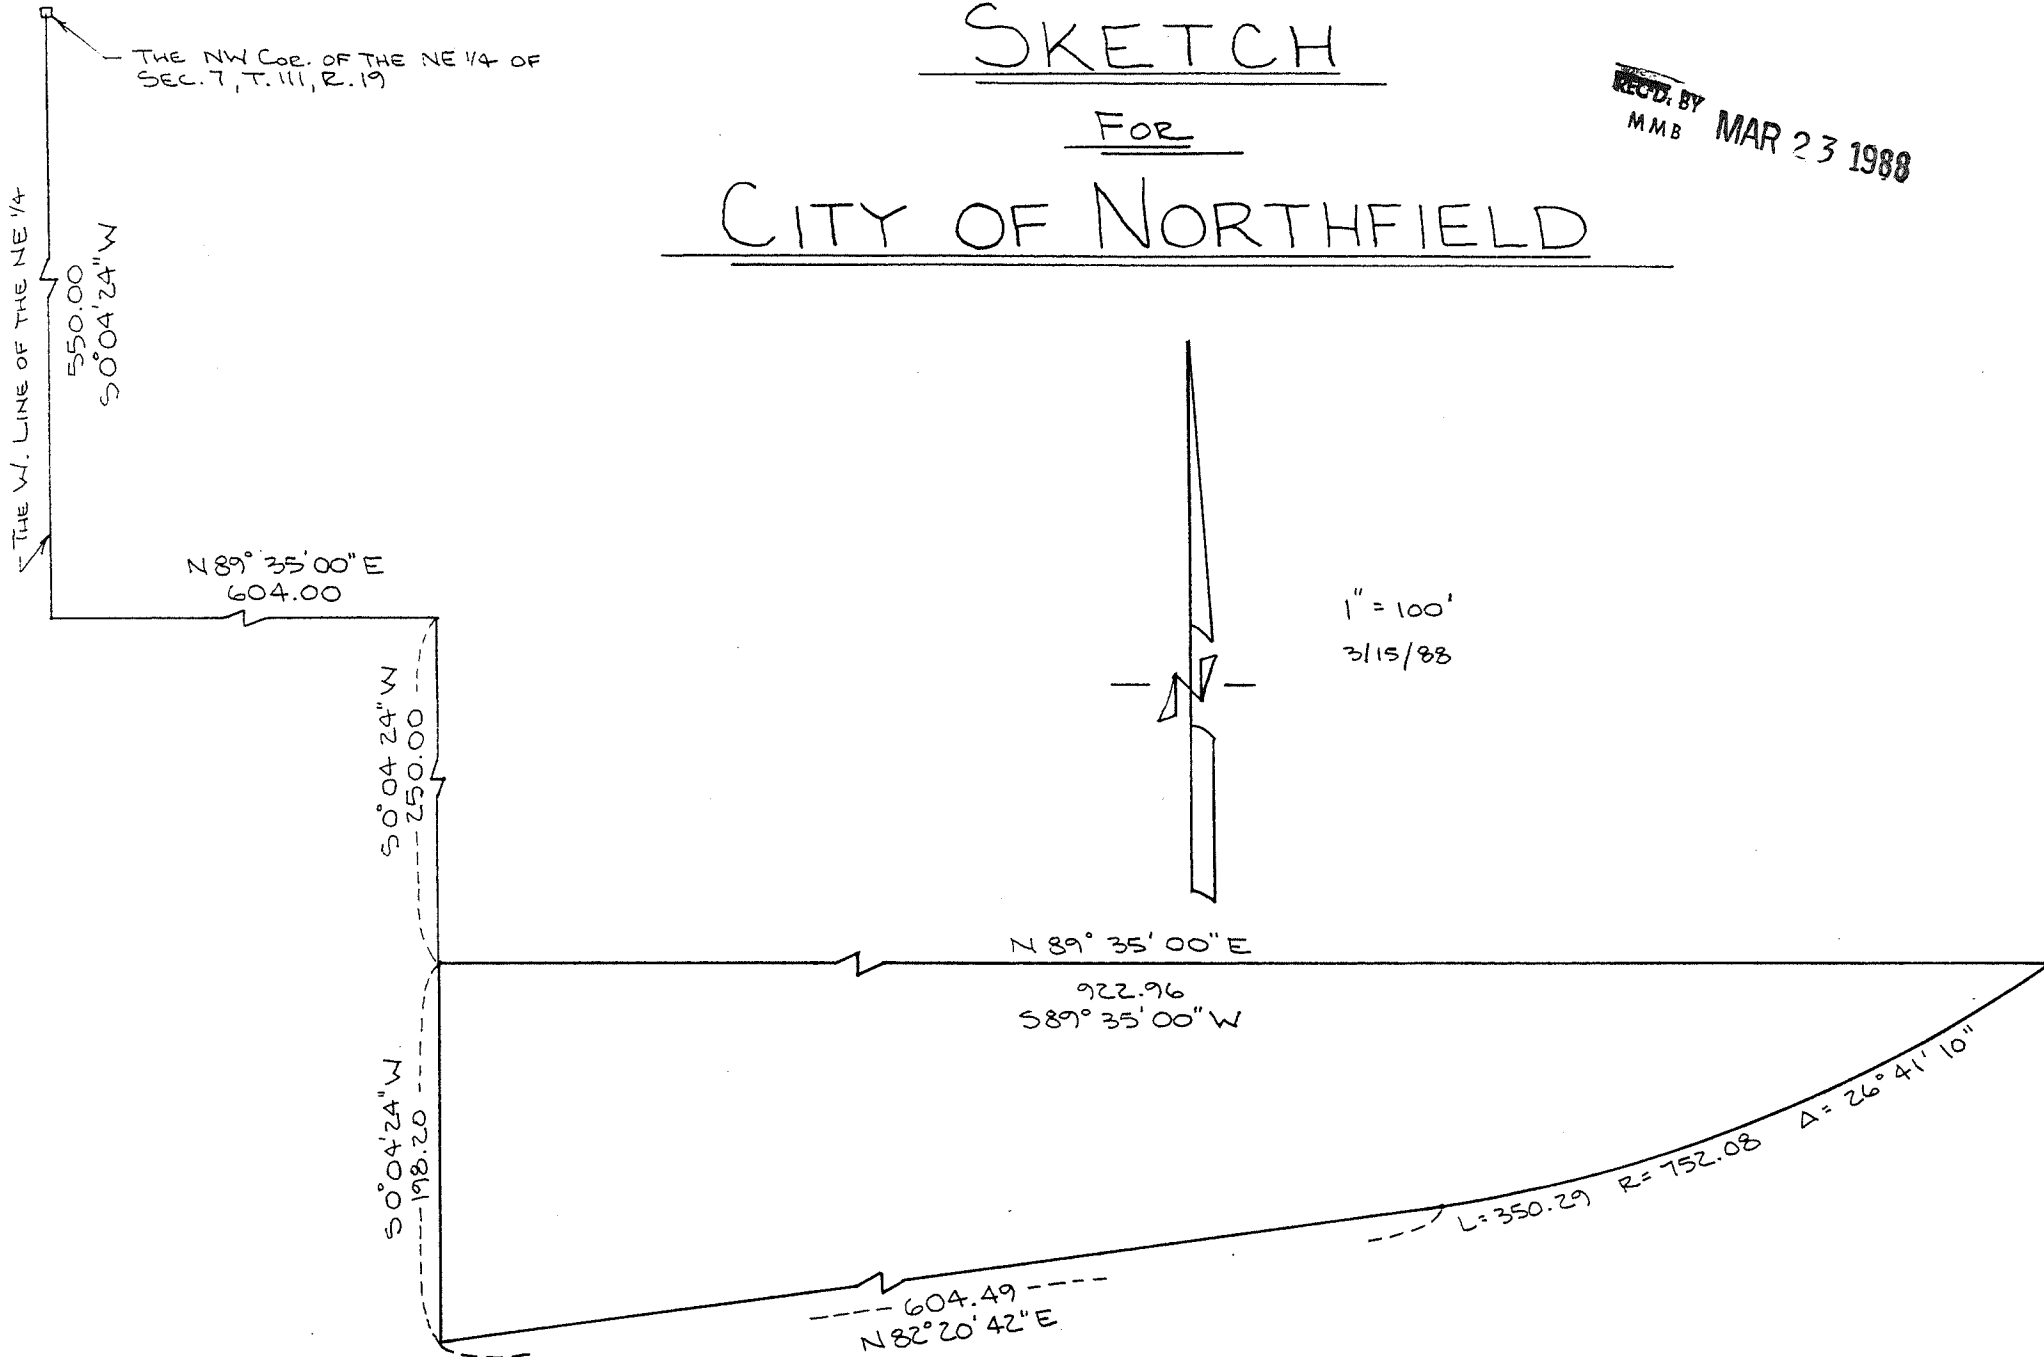 SKETCH
FOR
CITY OF NORTHFIELD
REC'D. BY
MMB MAR 23 1988
THE NW COR. OF THE NE 1/4 OF
SEC. 7, T. 111, R. 19
THE W. LINE OF THE NE 1/4
550.00
S0°04'24"W
N89°35'00"E
604.00
S0°04'24"W
250.00
N
1" = 100'
3/15/88
N89°35'00"E
922.96
S89°35'00"W
S0°04'24"W
198.20
L=350.29 R=752.08 Δ=26°41'10"
604.49
N82°20'42"E